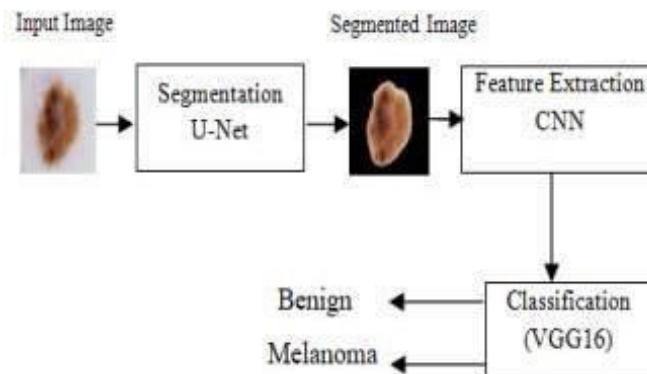 Input Image
Segmented Image
Segmentation
U-Net
Feature Extraction
CNN
Classification
(VGG16)
Benign
Melanoma